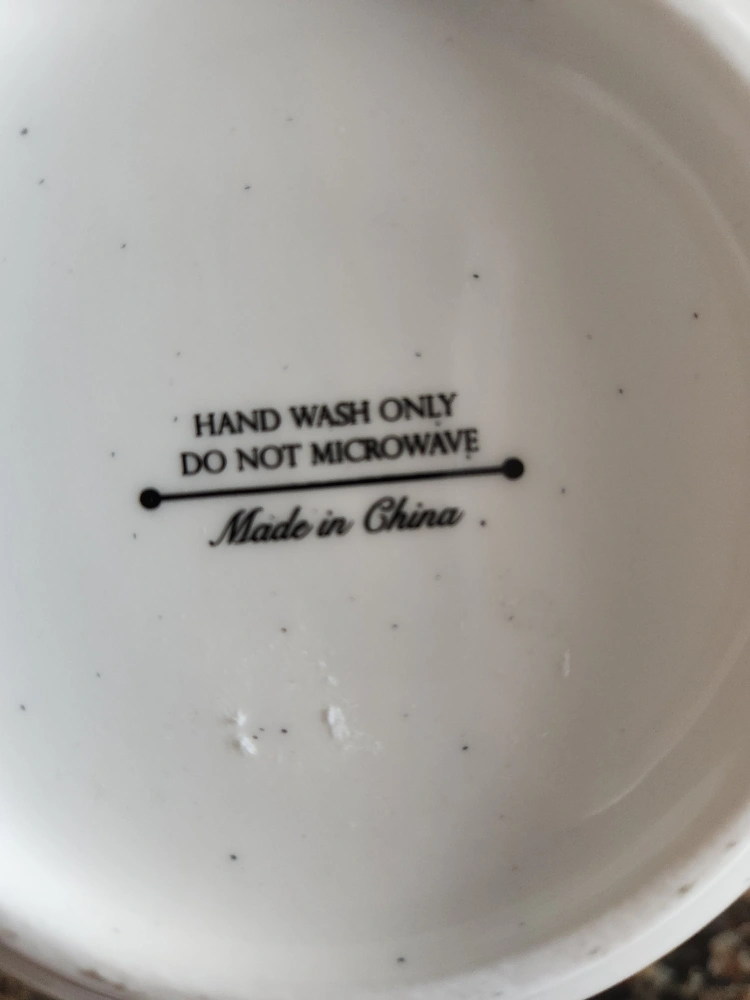 HAND WASH ONLY
DO NOT MICROWAVE
Made in China